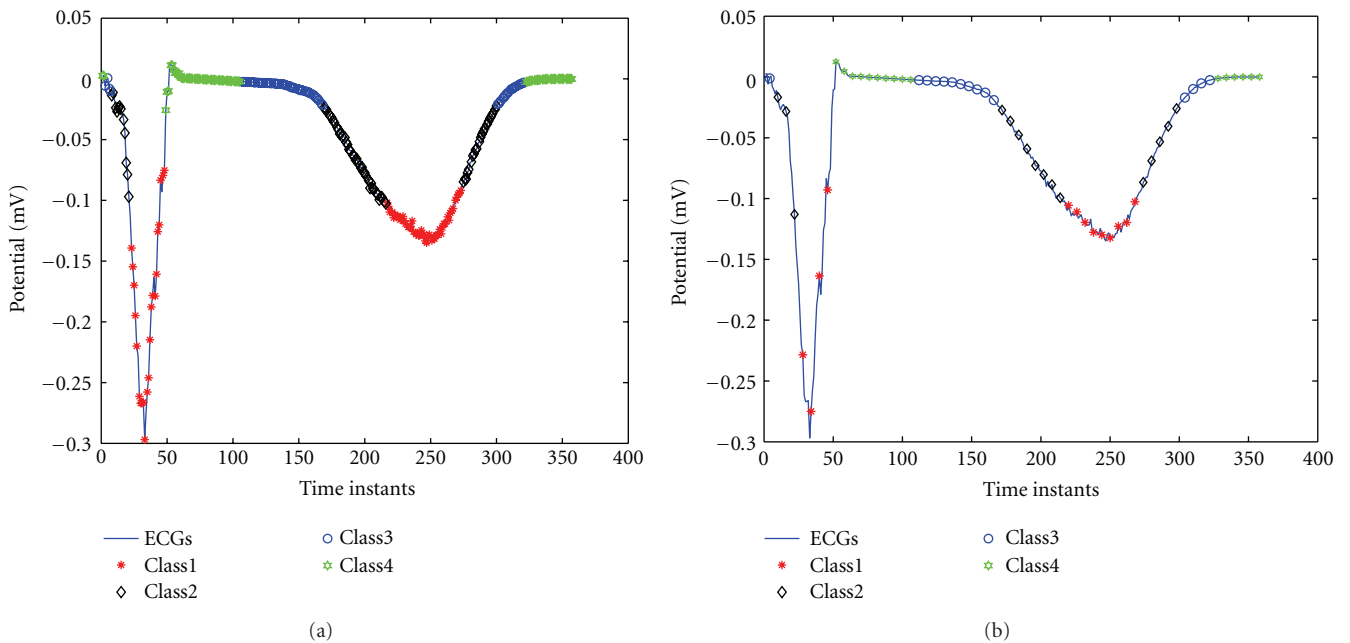 0.05
0
−0.05
−0.1
−0.15
−0.2
−0.25
−0.3
Potential (mV)
0 50 100 150 200 250 300 350 400
Time instants
ECGs
Class1
Class2
Class3
Class4
(a)
0.05
0
−0.05
−0.1
−0.15
−0.2
−0.25
−0.3
Potential (mV)
0 50 100 150 200 250 300 350 400
Time instants
ECGs
Class1
Class2
Class3
Class4
(b)